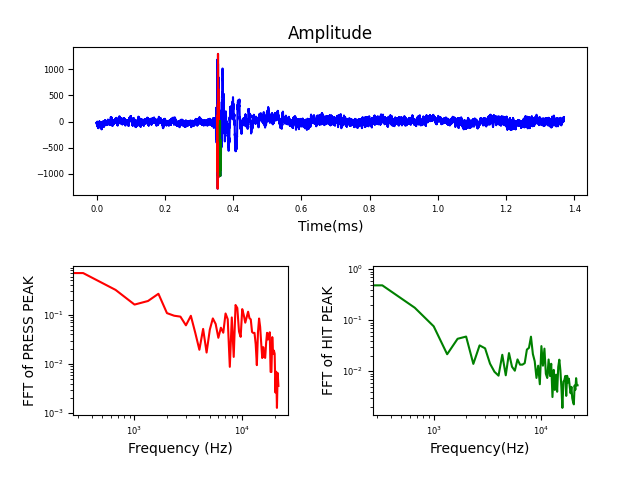 Amplitude
1000
500
0
−500
−1000
0.0 0.2 0.4 0.6 0.8 1.0 1.2 1.4
Time(ms)
FFT of PRESS PEAK
10⁻¹
10⁻²
10⁻³
10³ 10⁴
Frequency (Hz)
FFT of HIT PEAK
10⁰
10⁻¹
10⁻²
10³ 10⁴
Frequency(Hz)